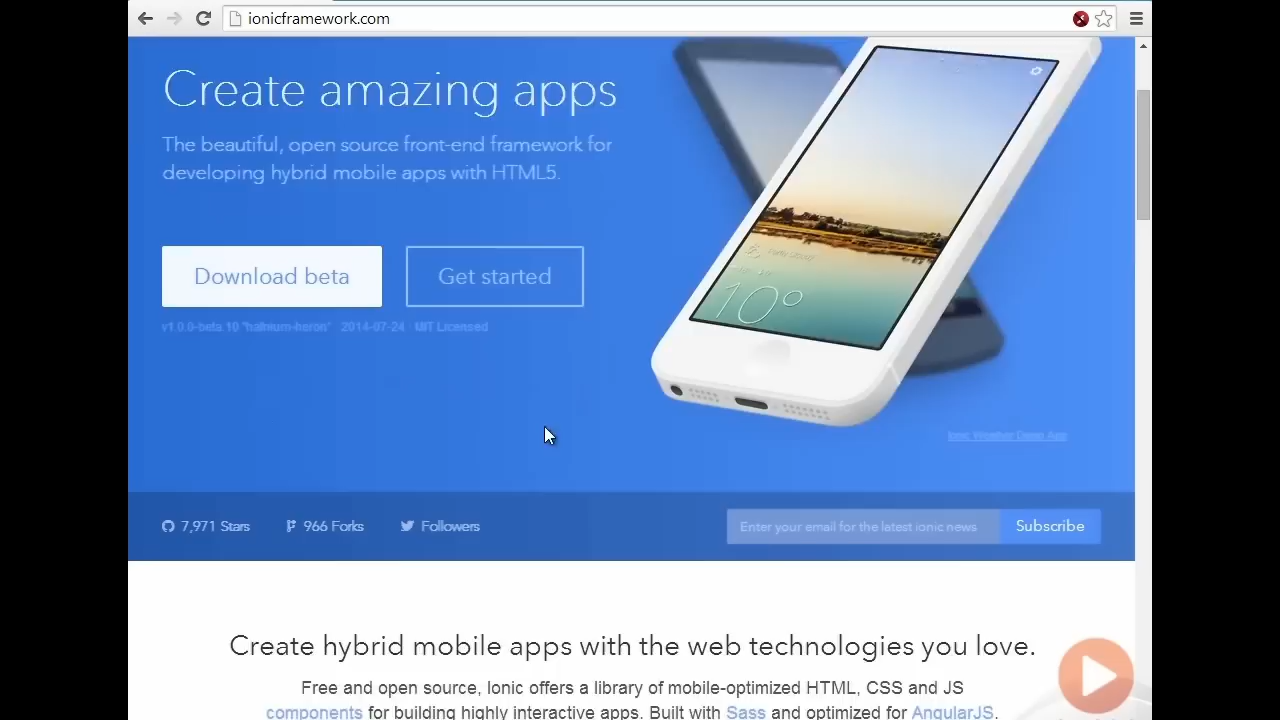 ionicframework.com
Create amazing apps
The beautiful, open source front-end framework for
developing hybrid mobile apps with HTML5.
Download beta
Get started
v1.0.0-beta.10 "hafnium-heron" 2014-07-24 · MIT Licensed
10°
Ionic Weather Demo App
7,971 Stars
966 Forks
Followers
Enter your email for the latest ionic news
Subscribe
Create hybrid mobile apps with the web technologies you love.
Free and open source, Ionic offers a library of mobile-optimized HTML, CSS and JS
components for building highly interactive apps. Built with Sass and optimized for AngularJS.